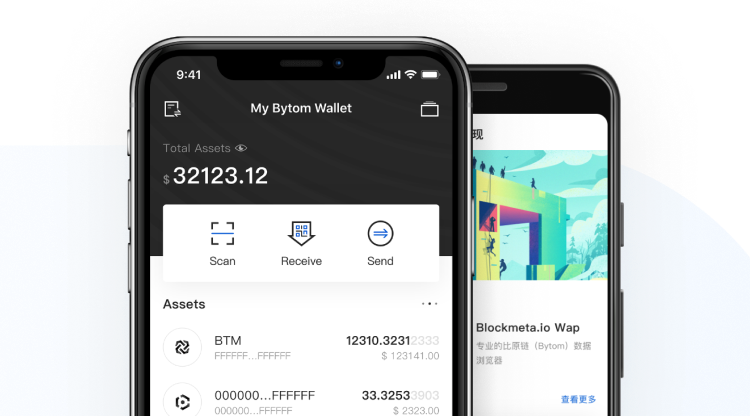 9:41
My Bytom Wallet
Total Assets
$ 32123.12
Scan
Receive
Send
Assets
BTM
12310.32312333
FFFFFF...FFFFFF
$ 123141.00
000000...FFFFFF
33.32533903
000000...FFFFFF
$ 2323.00
现
Blockmeta.io Wap
专业的比原链（Bytom）数据
浏览器
查看更多